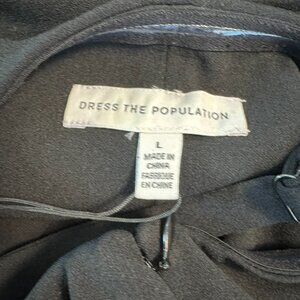 DRESS THE POPULATION
L
MADE IN
CHINA
FABRIQUÉ
EN CHINE